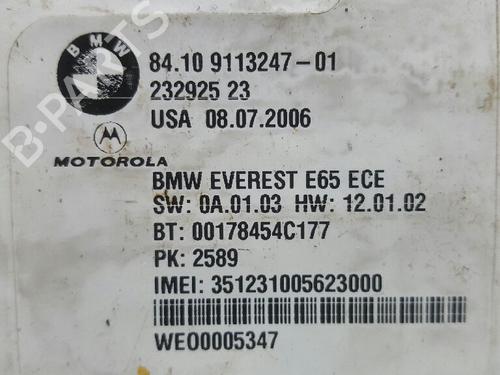 BMW
84.10 9113247-01
232925 23
USA 08.07.2006
MOTOROLA
BMW EVEREST E65 ECE
SW: 0A.01.03 HW: 12.01.02
BT: 00178454C177
PK: 2589
IMEI: 351231005623000
WE00005347
B-PARTS